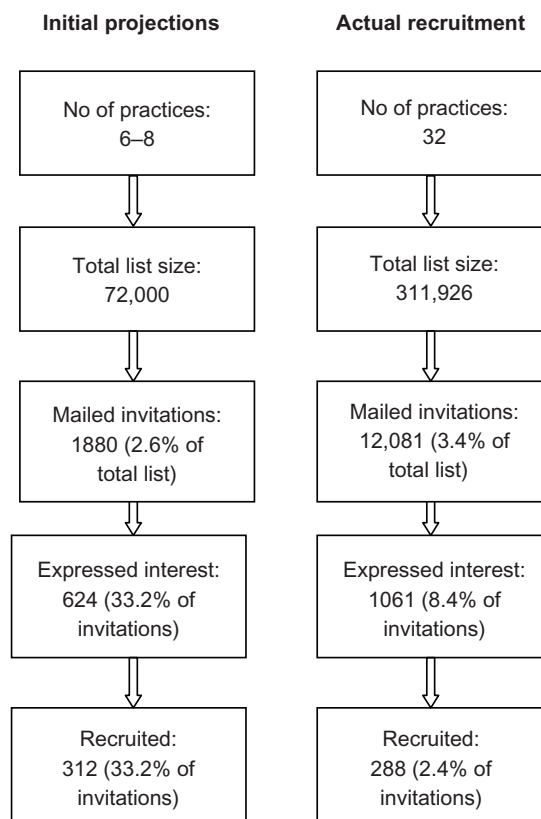 Initial projections
No of practices:
6–8
Total list size:
72,000
Mailed invitations:
1880 (2.6% of
total list)
Expressed interest:
624 (33.2% of
invitations)
Recruited:
312 (33.2% of
invitations)
Actual recruitment
No of practices:
32
Total list size:
311,926
Mailed invitations:
12,081 (3.4% of
total list)
Expressed interest:
1061 (8.4% of
invitations)
Recruited:
288 (2.4% of
invitations)